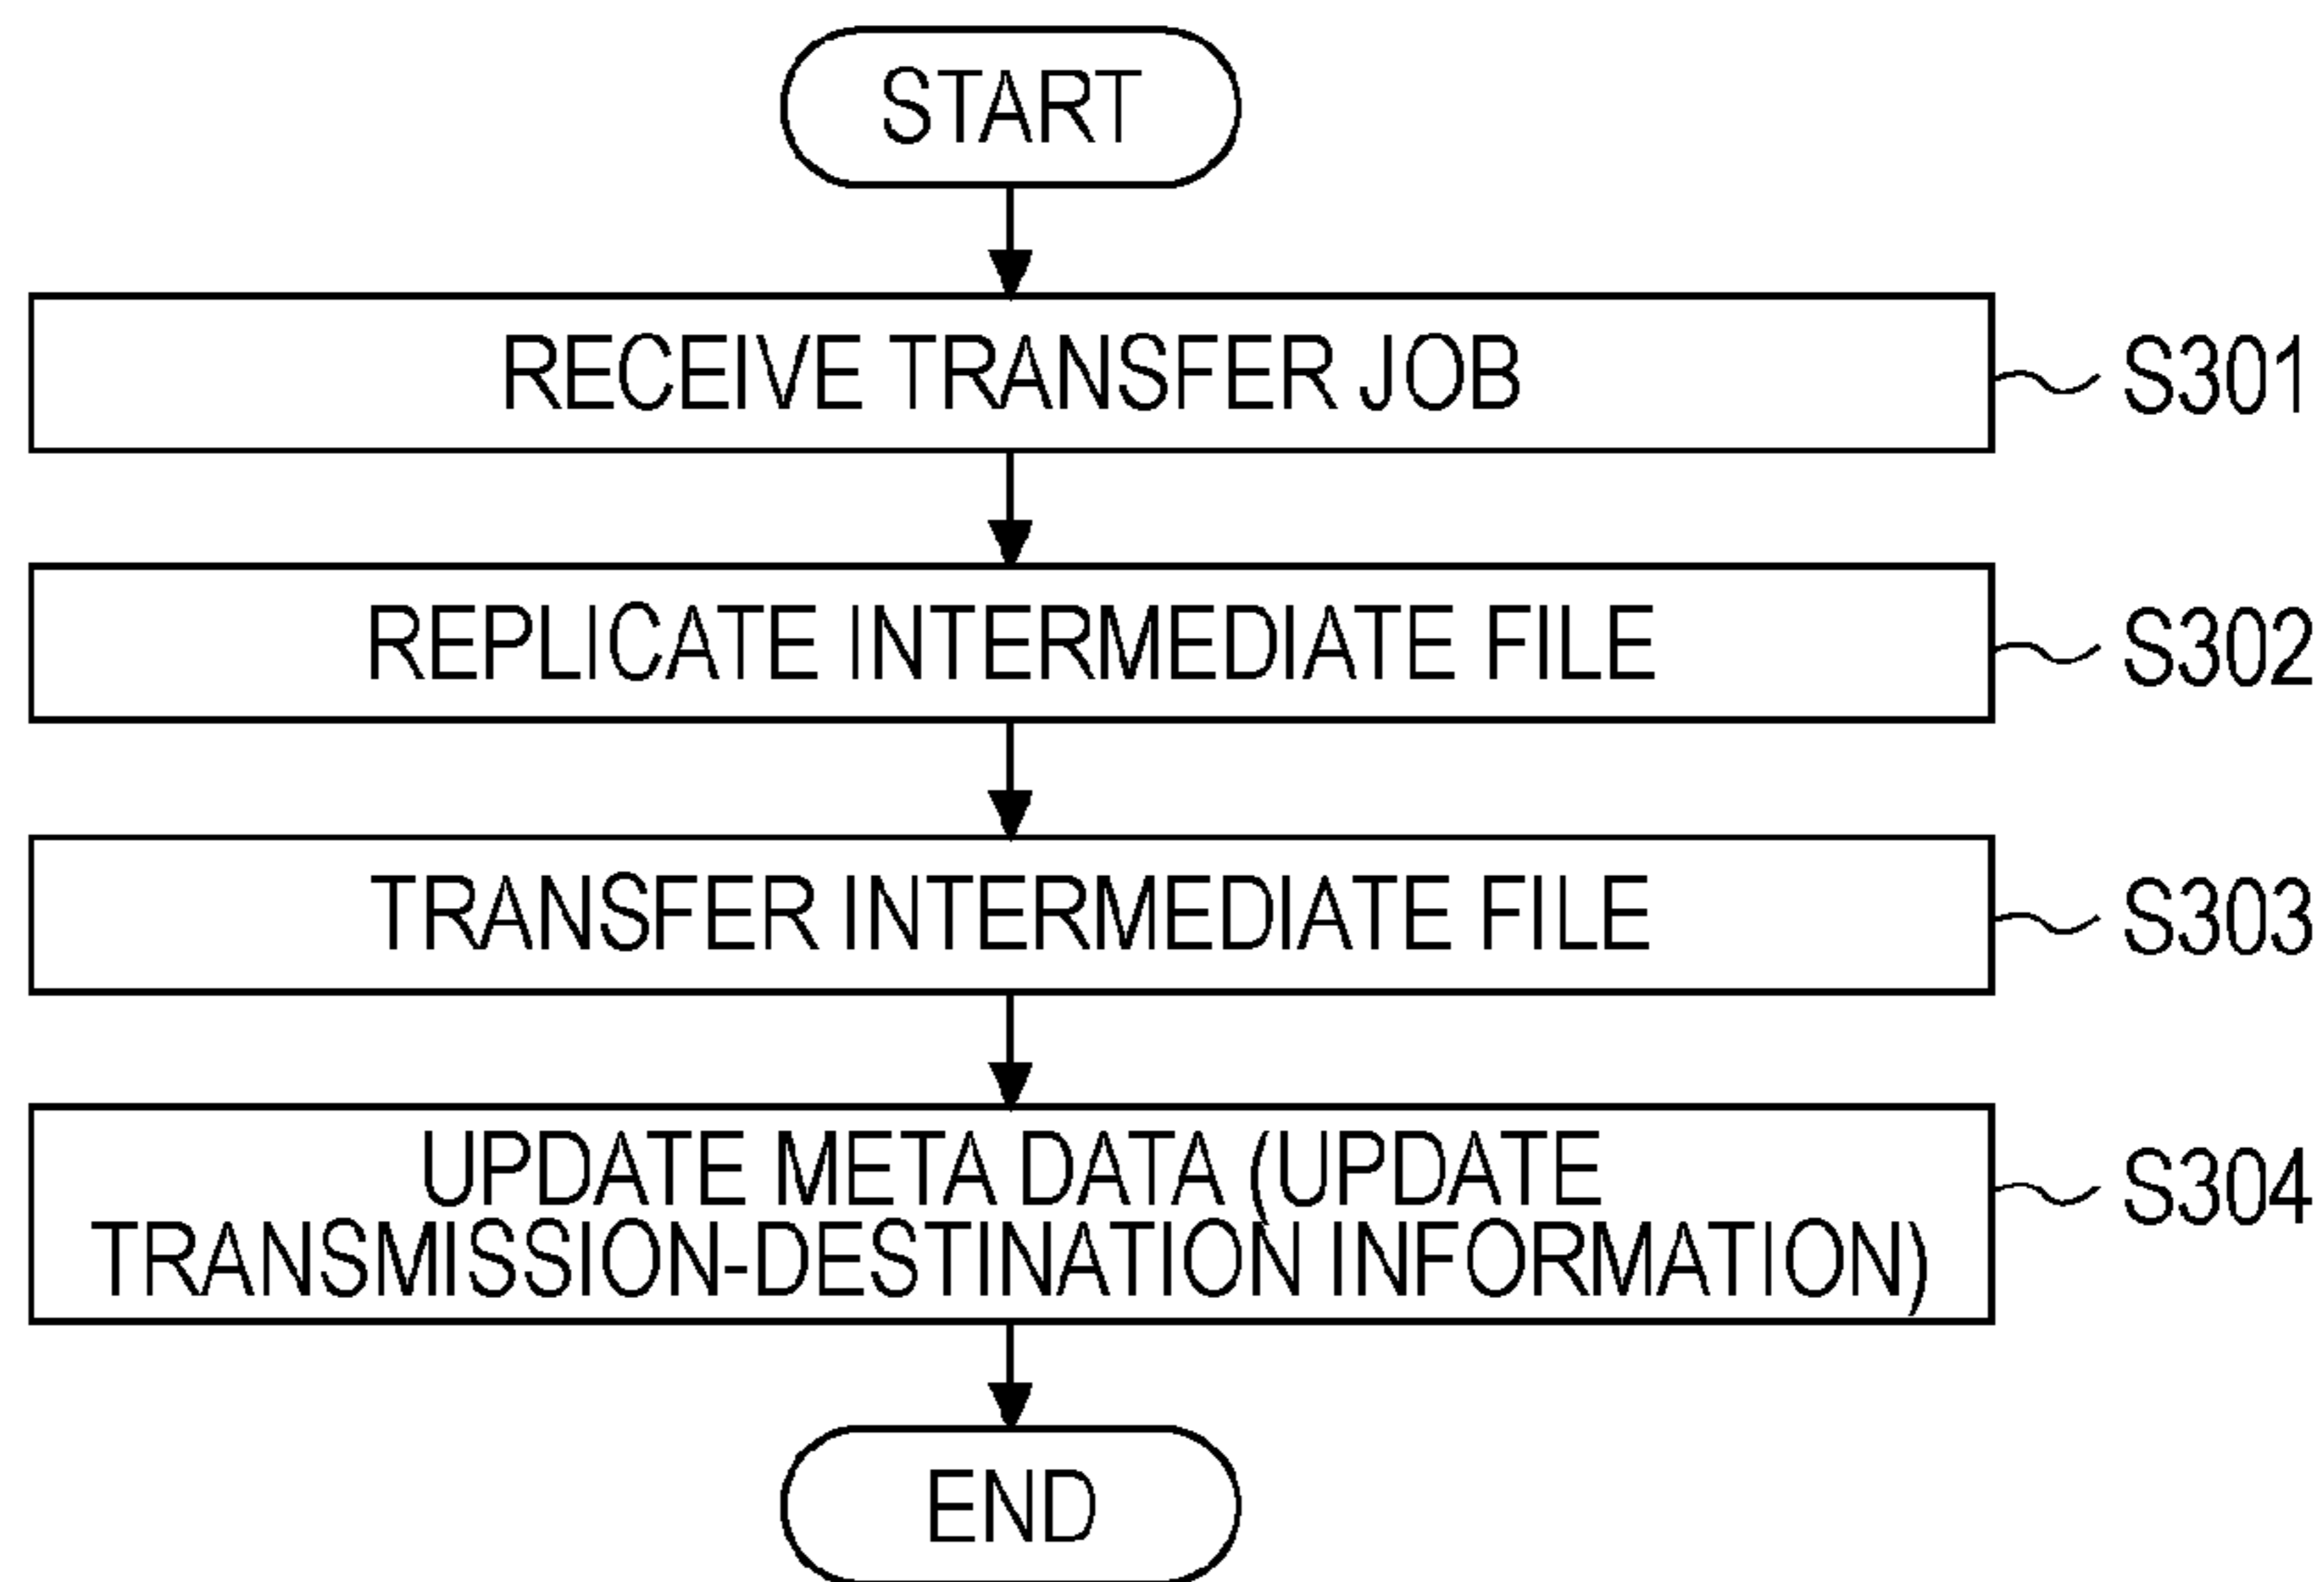 START
RECEIVE TRANSFER JOB
S301
REPLICATE INTERMEDIATE FILE
S302
TRANSFER INTERMEDIATE FILE
S303
UPDATE META DATA (UPDATE
TRANSMISSION-DESTINATION INFORMATION)
S304
END